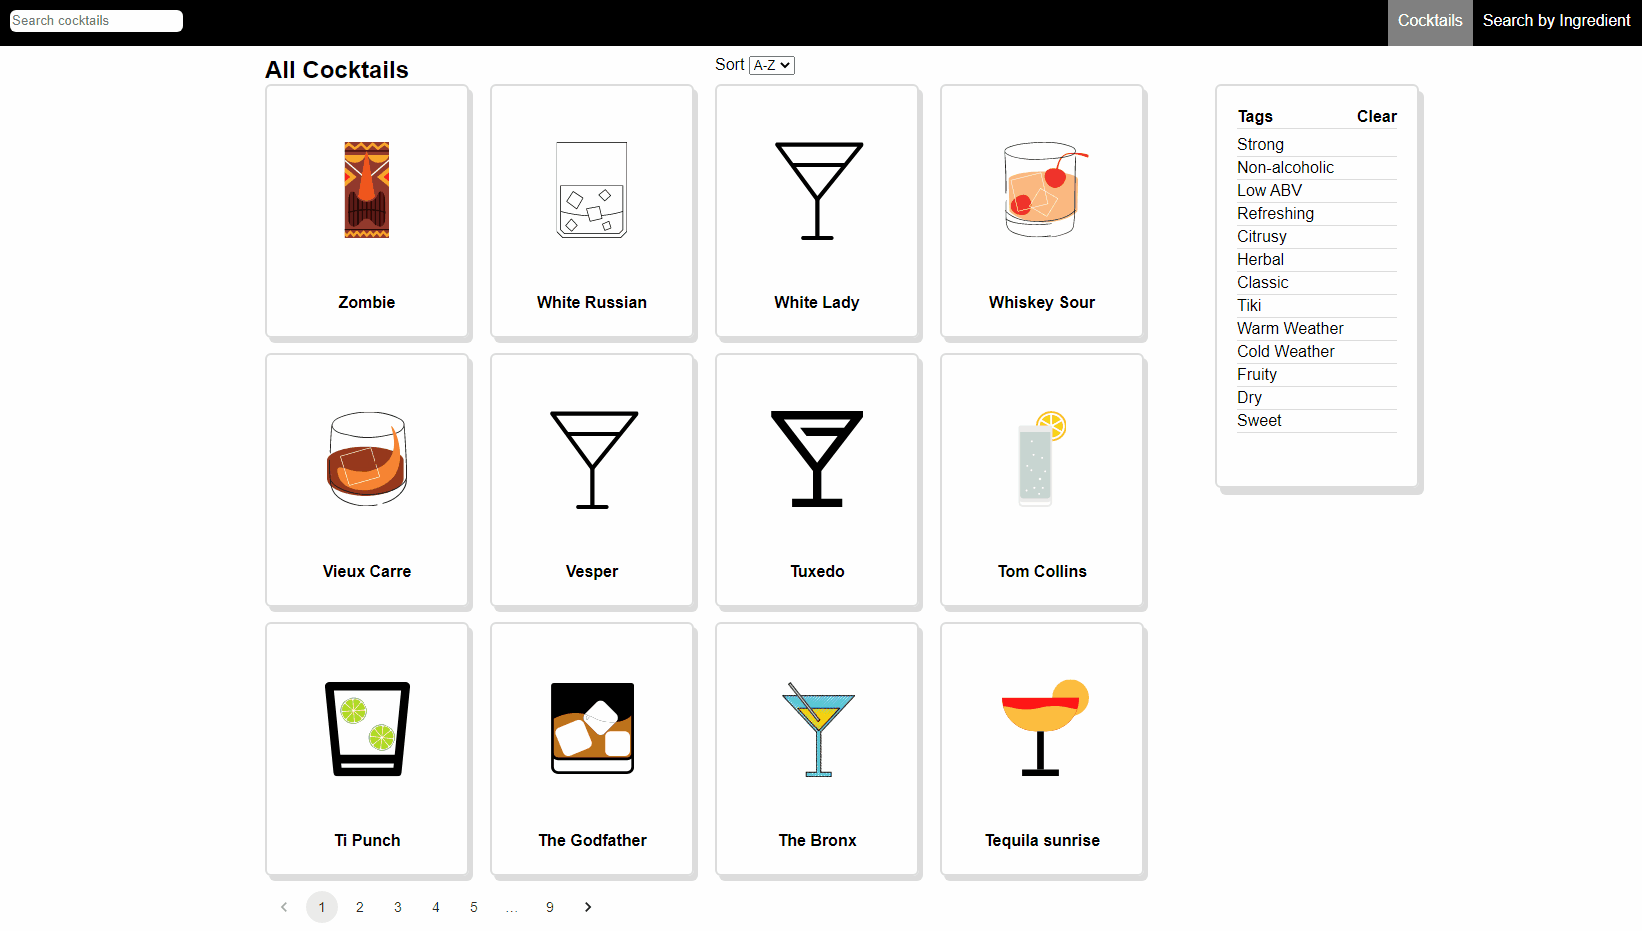 Search cocktails
Cocktails
Search by Ingredient
All Cocktails
Sort A-Z
Zombie
White Russian
White Lady
Whiskey Sour
Vieux Carre
Vesper
Tuxedo
Tom Collins
Ti Punch
The Godfather
The Bronx
Tequila sunrise
1 2 3 4 5 ... 9
Tags Clear
Strong
Non-alcoholic
Low ABV
Refreshing
Citrusy
Herbal
Classic
Tiki
Warm Weather
Cold Weather
Fruity
Dry
Sweet